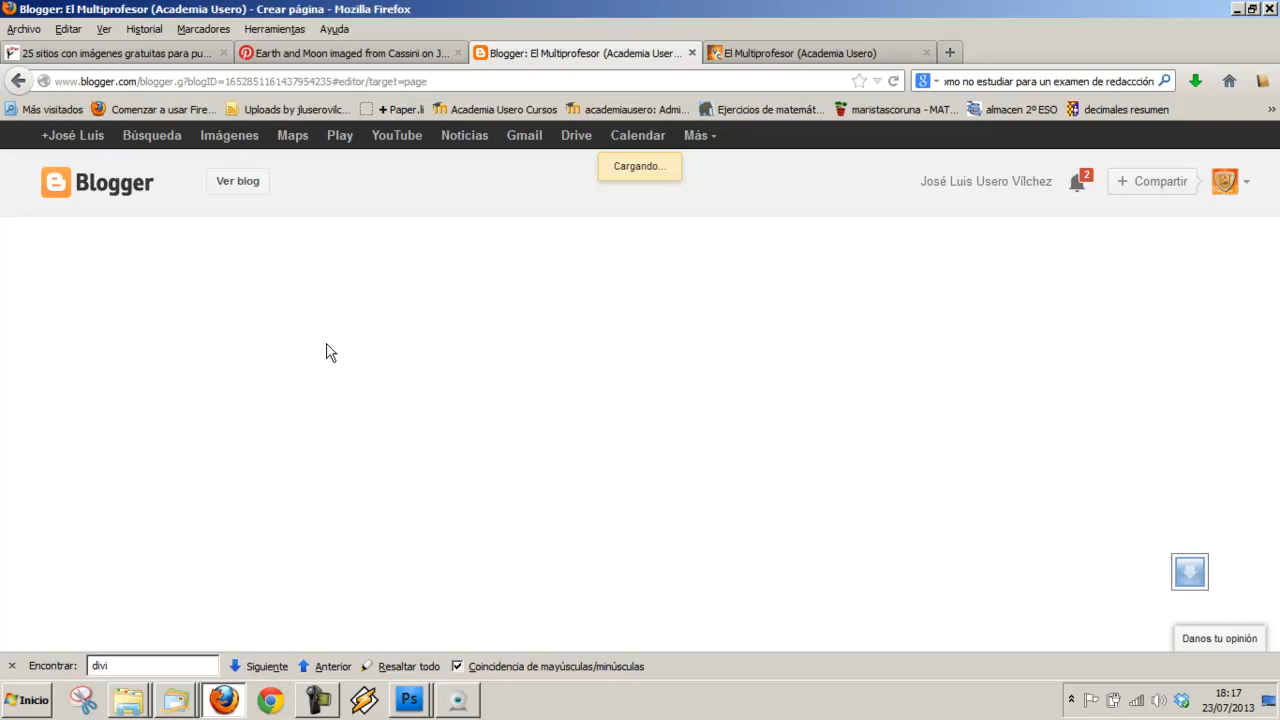 Blogger: El Multiprofesor (Academia Usero) - Crear página - Mozilla Firefox
Archivo Editar Ver Historial Marcadores Herramientas Ayuda
25 sitios con imágenes gratuitas para pu... Earth and Moon imaged from Cassini on J... Blogger: El Multiprofesor (Academia User... El Multiprofesor (Academia Usero)
www.blogger.com/blogger.g?blogID=1652851161437954235#editor/target=page omo no estudiar para un examen de redacción
Más visitados Comenzar a usar Fire... Uploads by jluserovilc... + Paper.li Academia Usero Cursos academiausero: Admi... Ejercicios de matemát... maristascoruna - MAT... almacen 2º ESO decimales resumen »
+José Luis Búsqueda Imágenes Maps Play YouTube Noticias Gmail Drive Calendar Más
Cargando...
Blogger Ver blog José Luis Usero Vílchez 2 + Compartir
Danos tu opinión
Encontrar: divi Siguiente Anterior Resaltar todo Coincidencia de mayúsculas/minúsculas
Inicio Ps 18:17
23/07/2013